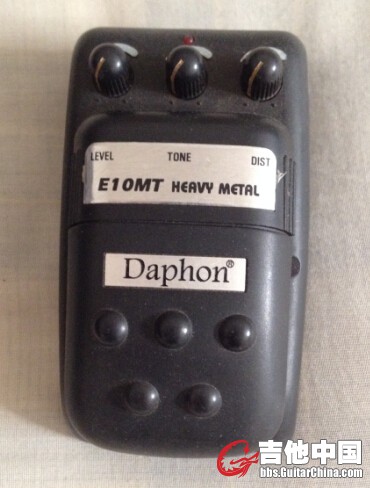 LEVEL TONE DIST
E10MT HEAVY METAL
Daphon®
吉他中国
bbs.GuitarChina.com